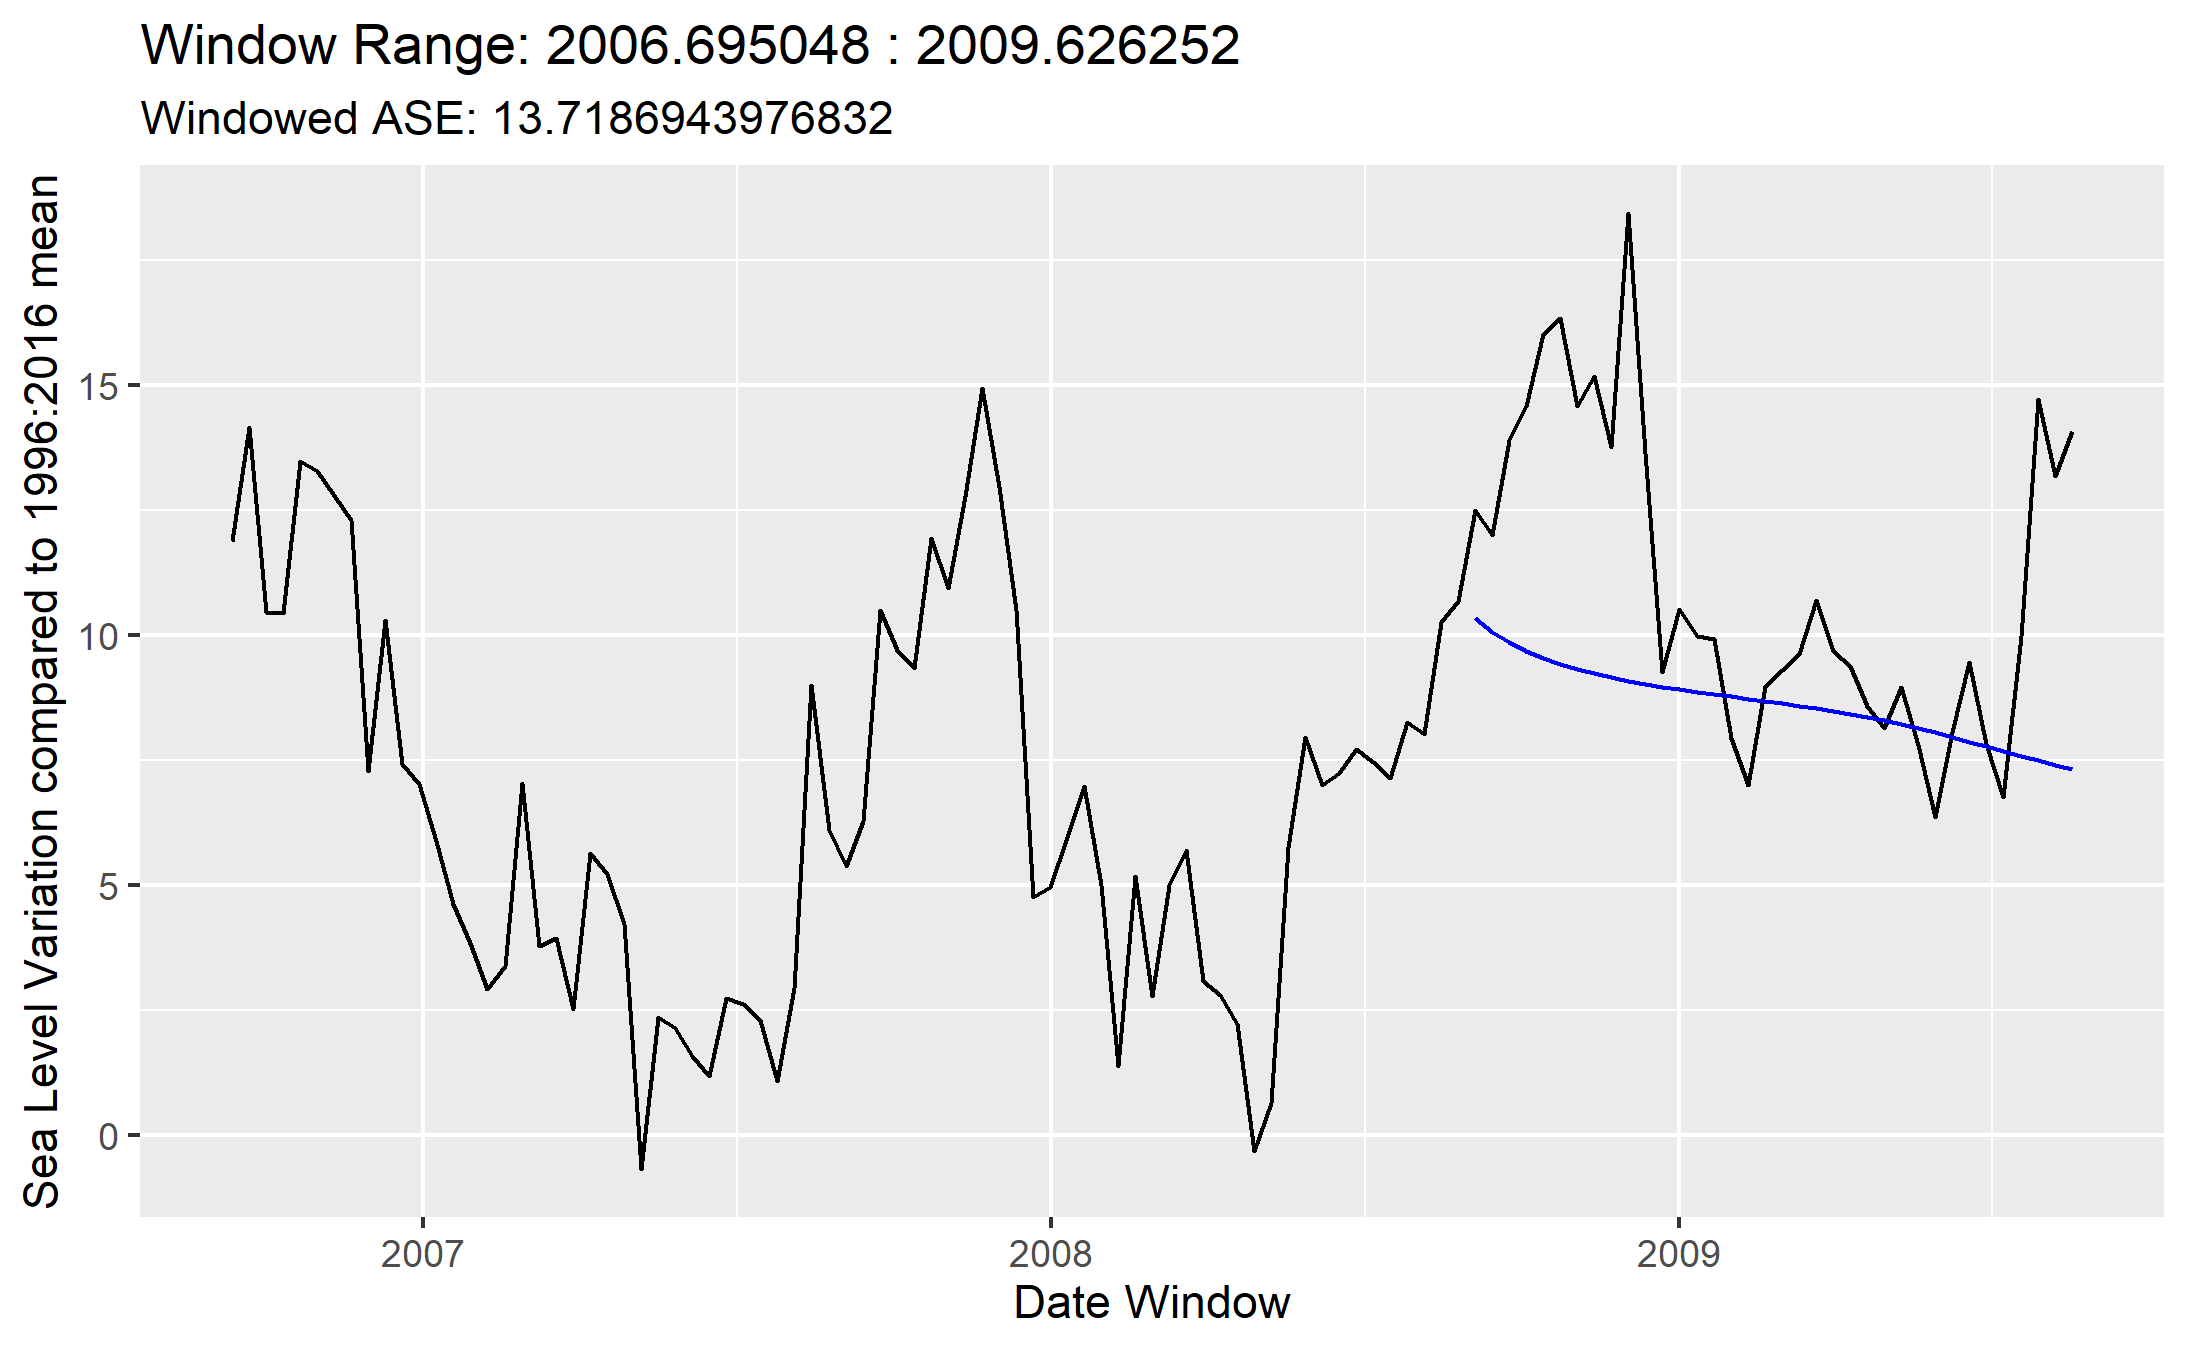 Window Range: 2006.695048 : 2009.626252
Windowed ASE: 13.7186943976832
Sea Level Variation compared to 1996:2016 mean
15
10
5
0
2007 2008 2009
Date Window